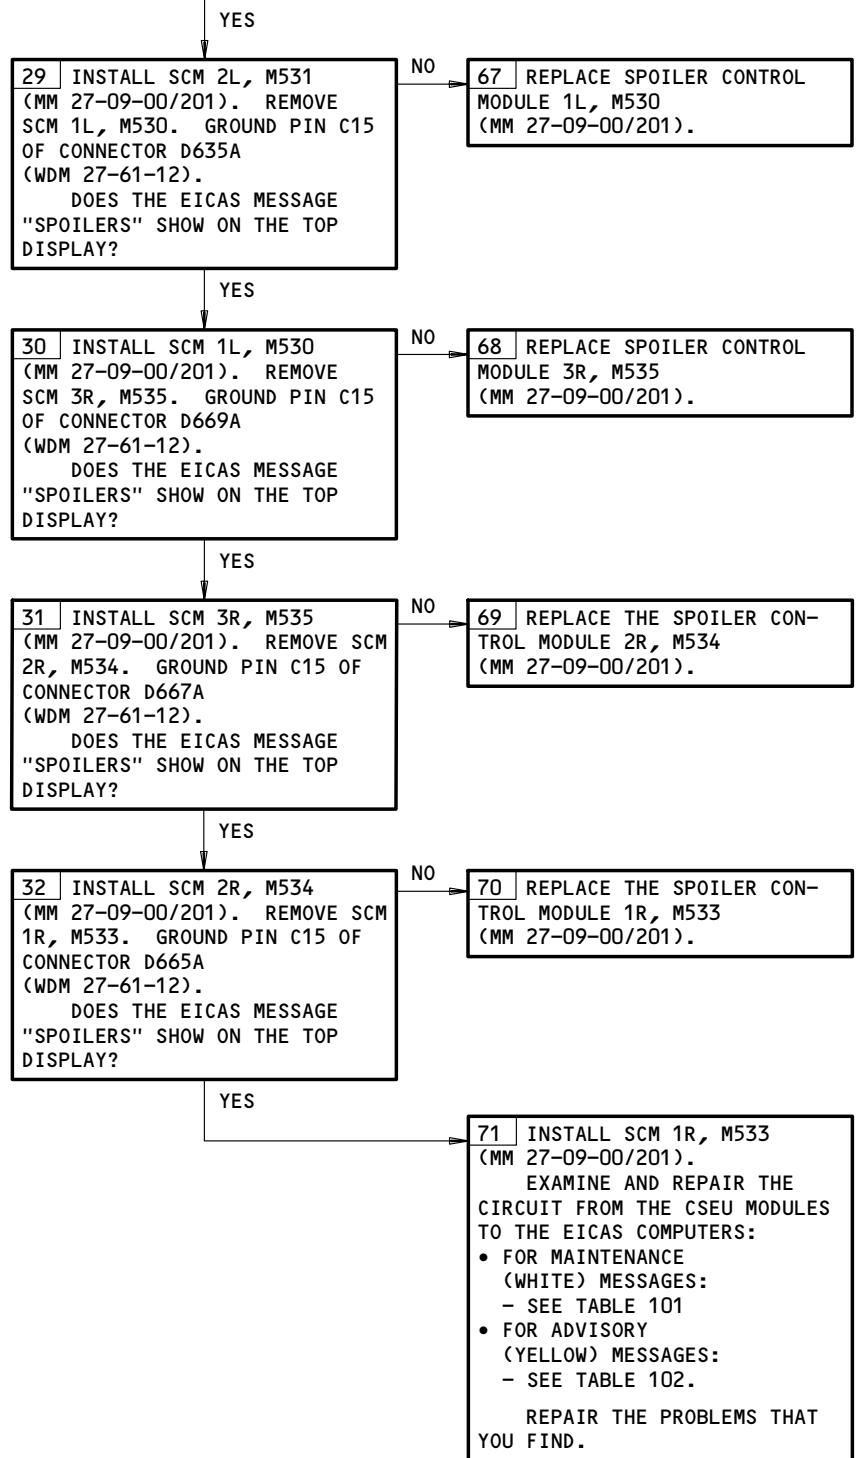 YES
29 INSTALL SCM 2L, M531
(MM 27-09-00/201). REMOVE
SCM 1L, M530. GROUND PIN C15
OF CONNECTOR D635A
(WDM 27-61-12).
DOES THE EICAS MESSAGE
"SPOILERS" SHOW ON THE TOP
DISPLAY?
NO
67 REPLACE SPOILER CONTROL
MODULE 1L, M530
(MM 27-09-00/201).
YES
30 INSTALL SCM 1L, M530
(MM 27-09-00/201). REMOVE
SCM 3R, M535. GROUND PIN C15
OF CONNECTOR D669A
(WDM 27-61-12).
DOES THE EICAS MESSAGE
"SPOILERS" SHOW ON THE TOP
DISPLAY?
NO
68 REPLACE SPOILER CONTROL
MODULE 3R, M535
(MM 27-09-00/201).
YES
31 INSTALL SCM 3R, M535
(MM 27-09-00/201). REMOVE SCM
2R, M534. GROUND PIN C15 OF
CONNECTOR D667A
(WDM 27-61-12).
DOES THE EICAS MESSAGE
"SPOILERS" SHOW ON THE TOP
DISPLAY?
NO
69 REPLACE THE SPOILER CON-
TROL MODULE 2R, M534
(MM 27-09-00/201).
YES
32 INSTALL SCM 2R, M534
(MM 27-09-00/201). REMOVE SCM
1R, M533. GROUND PIN C15 OF
CONNECTOR D665A
(WDM 27-61-12).
DOES THE EICAS MESSAGE
"SPOILERS" SHOW ON THE TOP
DISPLAY?
NO
70 REPLACE THE SPOILER CON-
TROL MODULE 1R, M533
(MM 27-09-00/201).
YES
71 INSTALL SCM 1R, M533
(MM 27-09-00/201).
EXAMINE AND REPAIR THE
CIRCUIT FROM THE CSEU MODULES
TO THE EICAS COMPUTERS:
• FOR MAINTENANCE
(WHITE) MESSAGES:
- SEE TABLE 101
• FOR ADVISORY
(YELLOW) MESSAGES:
- SEE TABLE 102.
REPAIR THE PROBLEMS THAT
YOU FIND.